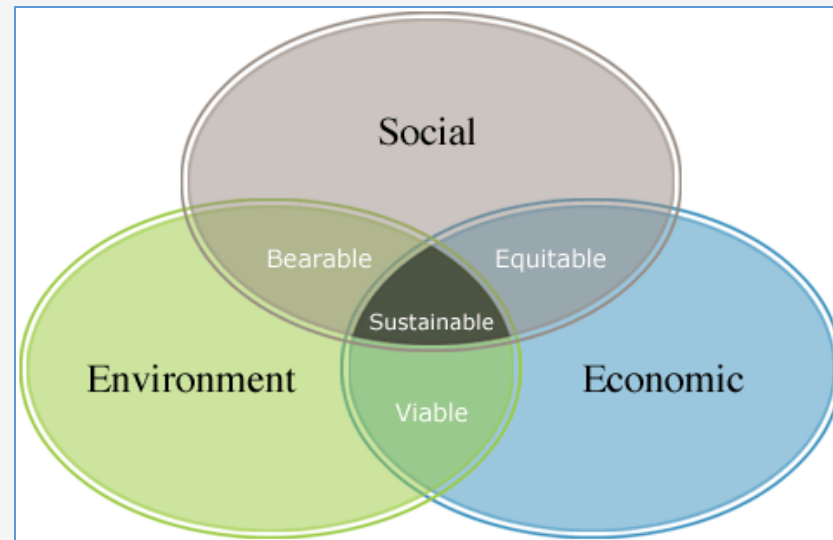 Social
Bearable
Equitable
Sustainable
Environment
Economic
Viable